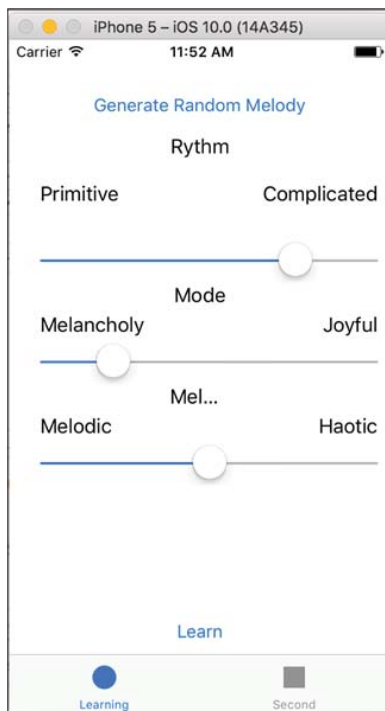 iPhone 5 – iOS 10.0 (14A345)
Carrier 11:52 AM
Generate Random Melody
Rythm
Primitive Complicated
Mode
Melancholy Joyful
Mel...
Melodic Haotic
Learn
Learning Second